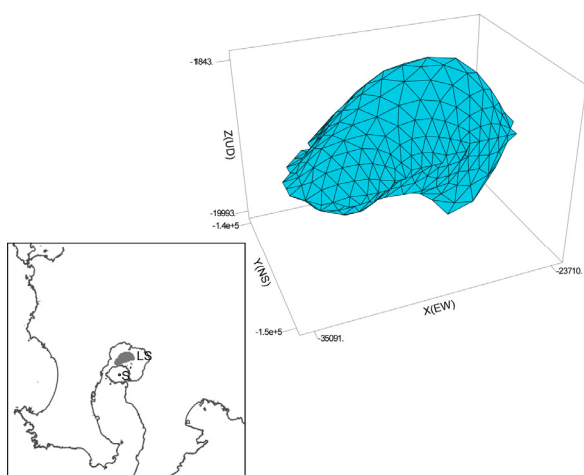 -1843.
Z(UD)
-19993.
-1.4e+5
Y(NS)
-1.5e+5
-35091.
X(EW)
-23710.
LS
S